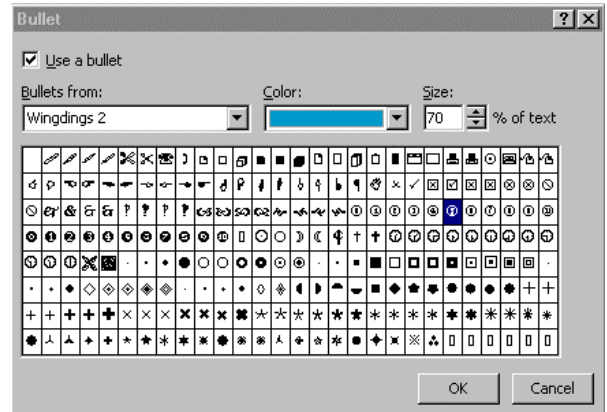 Bullet
Use a bullet
Bullets from:
Color:
Size:
Wingdings 2
70
% of text
OK
Cancel